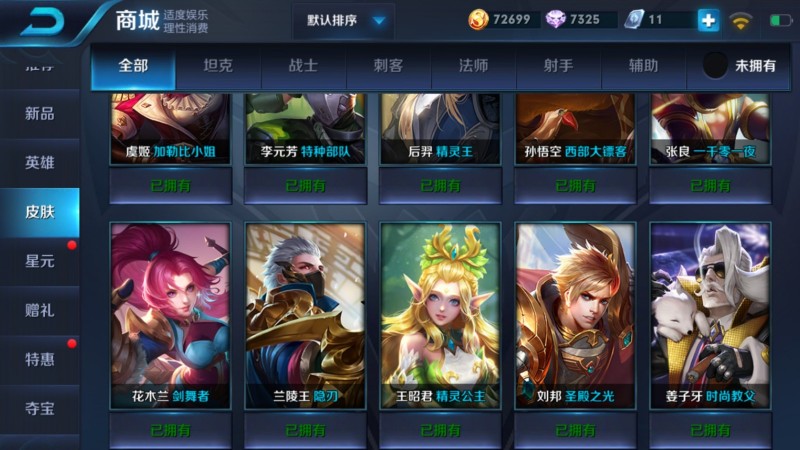 商城
适度娱乐
理性消费
默认排序
72699
7325
11
全部 坦克 战士 刺客 法师 射手 辅助 未拥有
推荐
新品
英雄
皮肤
星元
赠礼
特惠
夺宝
虞姬 加勒比小姐
李元芳 特种部队
后羿 精灵王
孙悟空 西部大镖客
张良 一千零一夜
已拥有 已拥有 已拥有 已拥有 已拥有
花木兰 剑舞者
兰陵王 隐刃
王昭君 精灵公主
刘邦 圣殿之光
姜子牙 时尚教父
已拥有 已拥有 已拥有 已拥有 已拥有